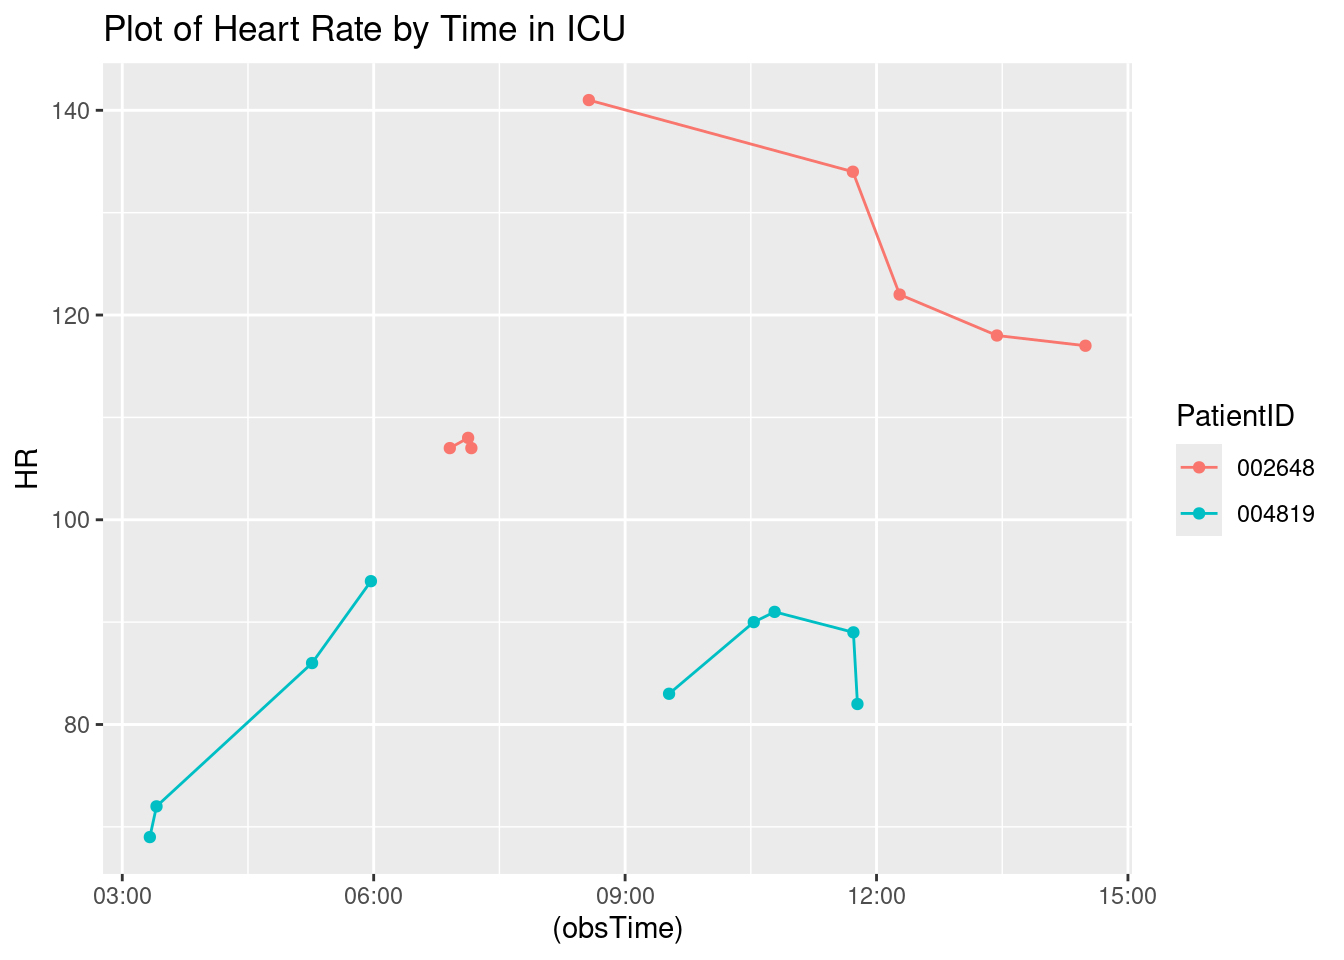 Plot of Heart Rate by Time in ICU
140
120
100
80
HR
03:00 06:00 09:00 12:00 15:00
(obsTime)
PatientID
002648
004819